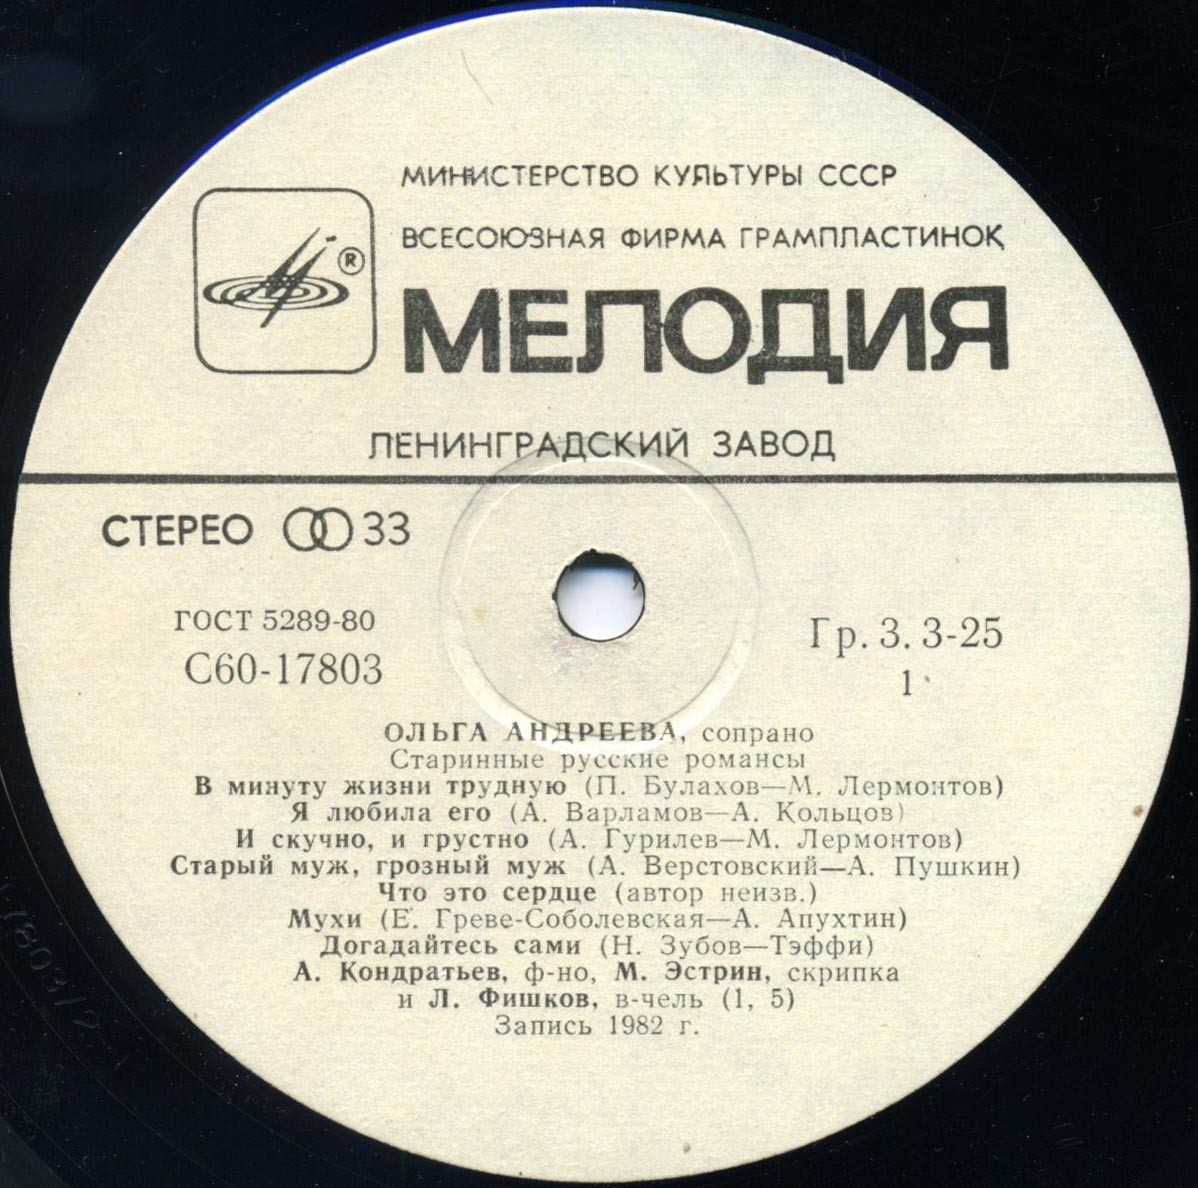 МИНИСТЕРСТВО КУЛЬТУРЫ СССР
ВСЕСОЮЗНАЯ ФИРМА ГРАМПЛАСТИНОК
®
МЕЛОДИЯ
ЛЕНИНГРАДСКИЙ ЗАВОД
СТЕРЕО 33
ГОСТ 5289-80
С60-17803
Гр. 3. 3-25
1
ОЛЬГА АНДРЕЕВА, сопрано
Старинные русские романсы
В минуту жизни трудную (П. Булахов—М. Лермонтов)
Я любила его (А. Варламов—А. Кольцов)
И скучно, и грустно (А. Гурилев—М. Лермонтов)
Старый муж, грозный муж (А. Верстовский—А. Пушкин)
Что это сердце (автор неизв.)
Мухи (Е. Греве-Соболевская—А. Апухтин)
Догадайтесь сами (Н. Зубов—Тэффи)
А. Кондратьев, ф-но, М. Эстрин, скрипка
и Л. Фишков, в-чель (1, 5)
Запись 1982 г.